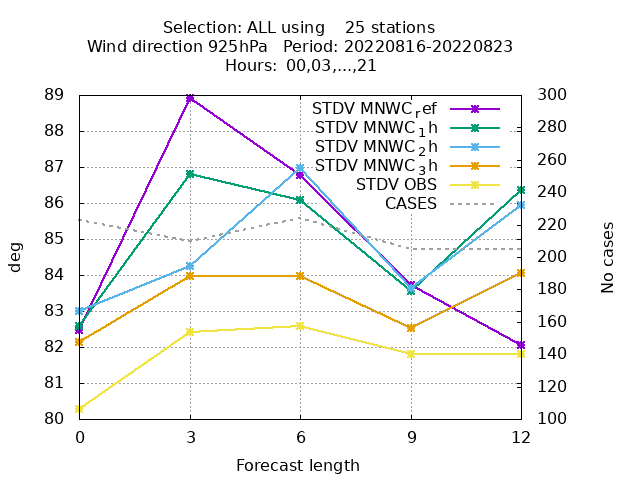 Selection: ALL using 25 stations
Wind direction 925hPa Period: 20220816-20220823
Hours: 00,03,...,21
STDV MNWC_ref
STDV MNWC_1h
STDV MNWC_2h
STDV MNWC_3h
STDV OBS
CASES
89
88
87
86
85
84
83
82
81
80
deg
300
280
260
240
220
200
180
160
140
120
100
No cases
0 3 6 9 12
Forecast length